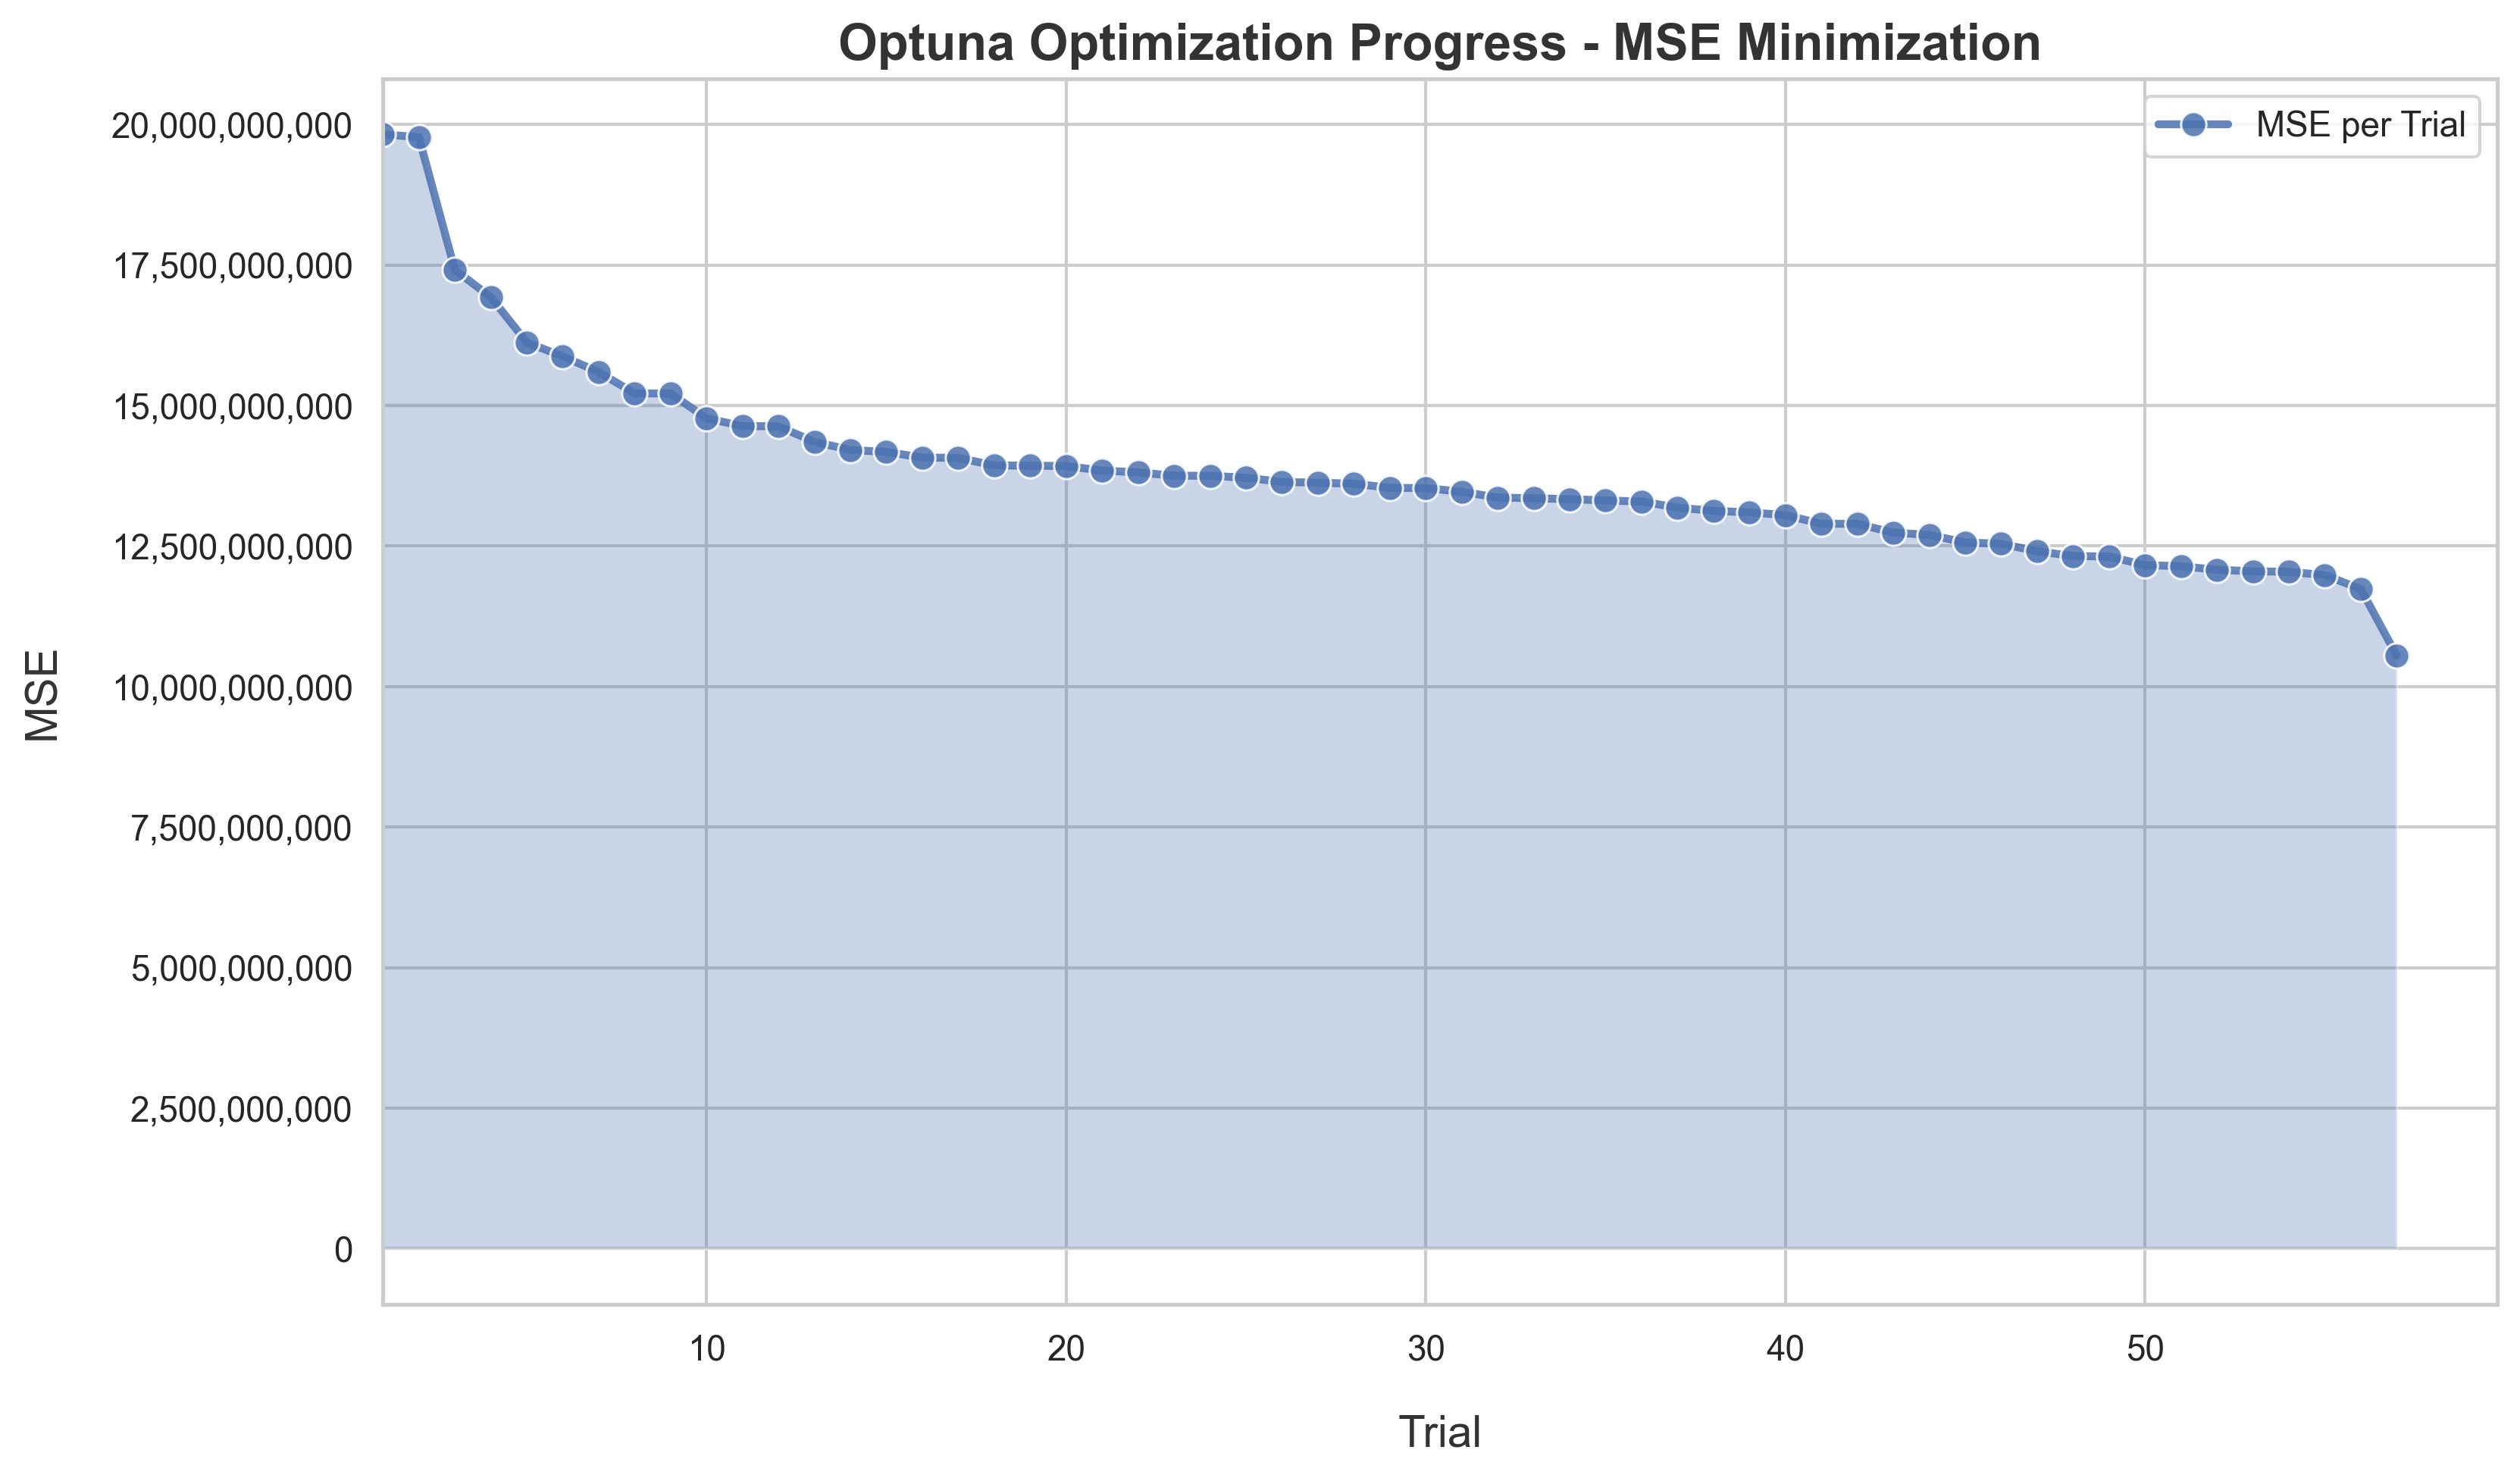 Optuna Optimization Progress - MSE Minimization
MSE per Trial
20,000,000,000
17,500,000,000
15,000,000,000
12,500,000,000
10,000,000,000
7,500,000,000
5,000,000,000
2,500,000,000
0
MSE
10 20 30 40 50
Trial